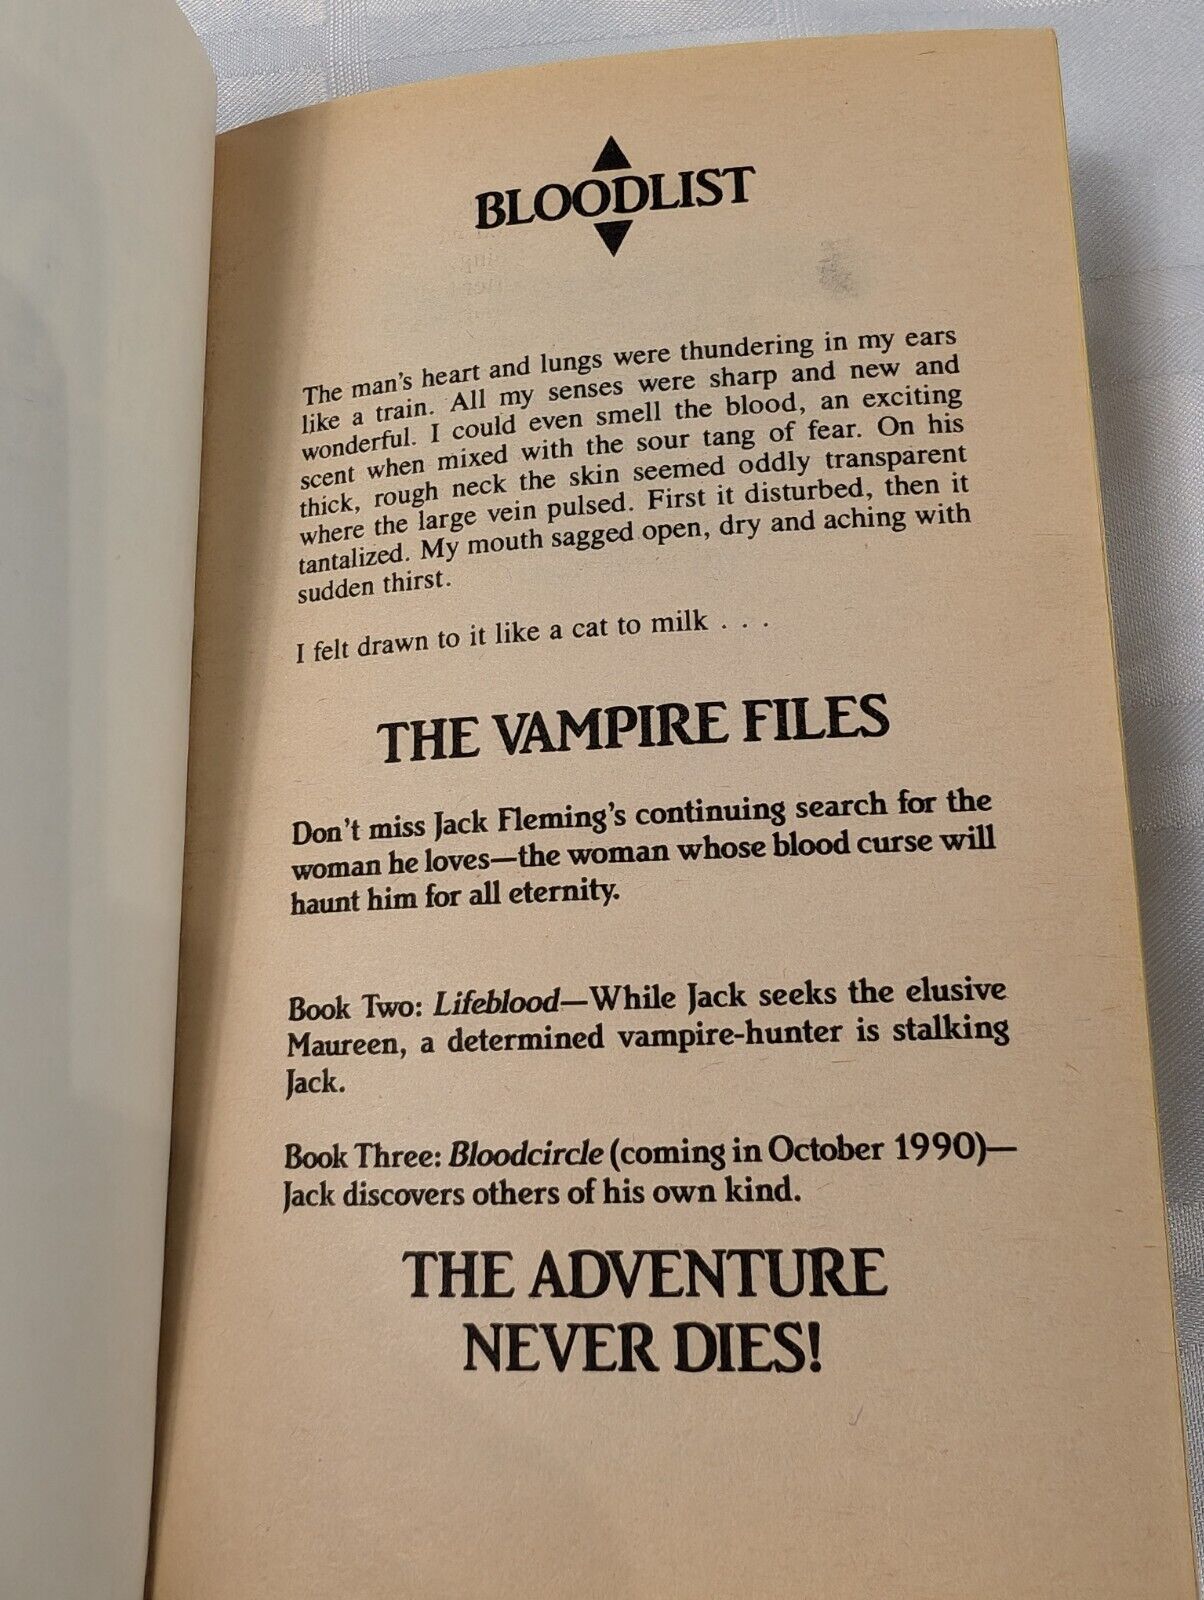 BLOODLIST
The man's heart and lungs were thundering in my ears
like a train. All my senses were sharp and new and
wonderful. I could even smell the blood, an exciting
scent when mixed with the sour tang of fear. On his
thick, rough neck the skin seemed oddly transparent
where the large vein pulsed. First it disturbed, then it
tantalized. My mouth sagged open, dry and aching with
sudden thirst.
I felt drawn to it like a cat to milk . . .
THE VAMPIRE FILES
Don't miss Jack Fleming's continuing search for the
woman he loves—the woman whose blood curse will
haunt him for all eternity.
Book Two: Lifeblood—While Jack seeks the elusive
Maureen, a determined vampire-hunter is stalking
Jack.
Book Three: Bloodcircle (coming in October 1990)—
Jack discovers others of his own kind.
THE ADVENTURE
NEVER DIES!